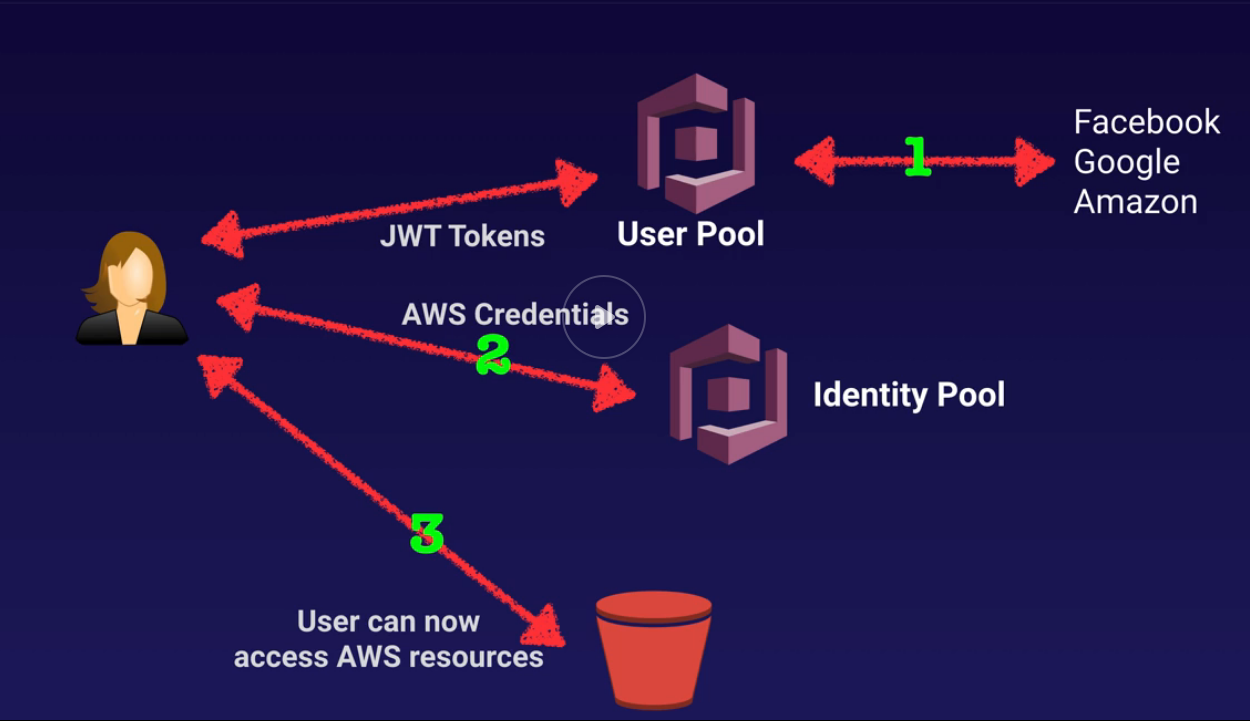 Facebook
1
Google
Amazon
JWT Tokens
User Pool
AWS Credentials
2
Identity Pool
3
User can now
access AWS resources